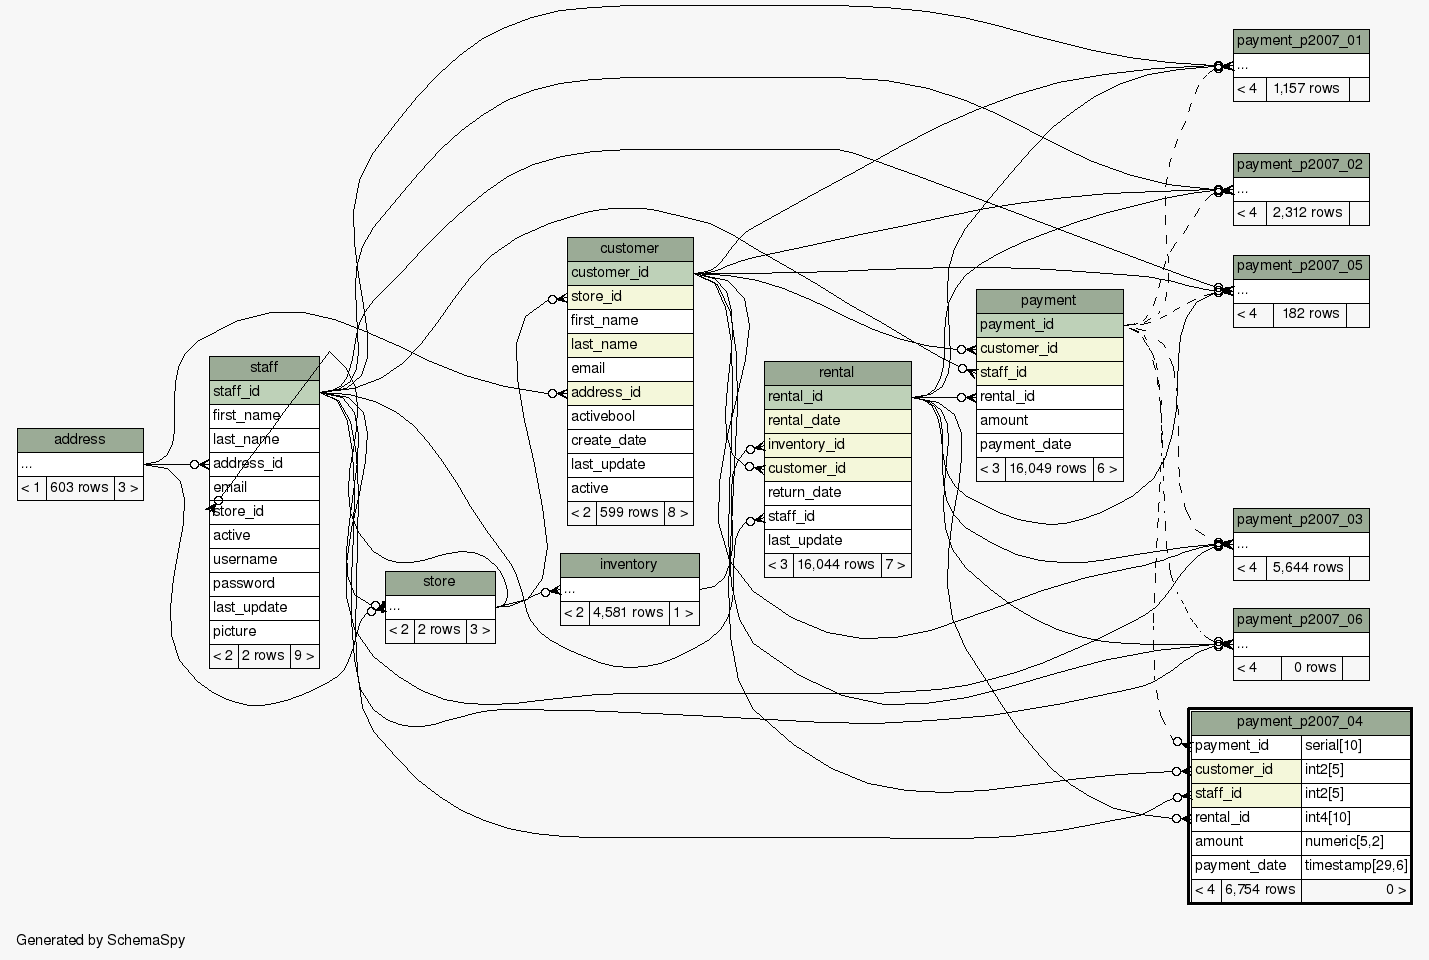 payment_p2007_01
...
< 4 1,157 rows
payment_p2007_02
...
< 4 2,312 rows
payment_p2007_05
...
< 4 182 rows
customer
customer_id
store_id
first_name
last_name
email
address_id
activebool
create_date
last_update
active
< 2 599 rows 8 >
payment
payment_id
customer_id
staff_id
rental_id
amount
payment_date
< 3 16,049 rows 6 >
staff
staff_id
first_name
last_name
address_id
email
store_id
active
username
password
last_update
picture
< 2 2 rows 9 >
rental
rental_id
rental_date
inventory_id
customer_id
return_date
staff_id
last_update
< 3 16,044 rows 7 >
address
...
< 1 603 rows 3 >
store
...
< 2 2 rows 3 >
inventory
...
< 2 4,581 rows 1 >
payment_p2007_03
...
< 4 5,644 rows
payment_p2007_06
...
< 4 0 rows
payment_p2007_04
payment_id serial[10]
customer_id int2[5]
staff_id int2[5]
rental_id int4[10]
amount numeric[5,2]
payment_date timestamp[29,6]
< 4 6,754 rows 0 >
Generated by SchemaSpy